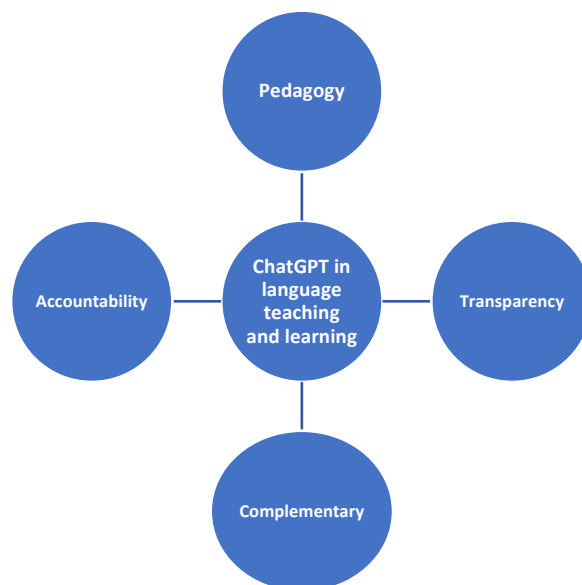 Pedagogy
Accountability
ChatGPT in
language
teaching
and learning
Transparency
Complementary